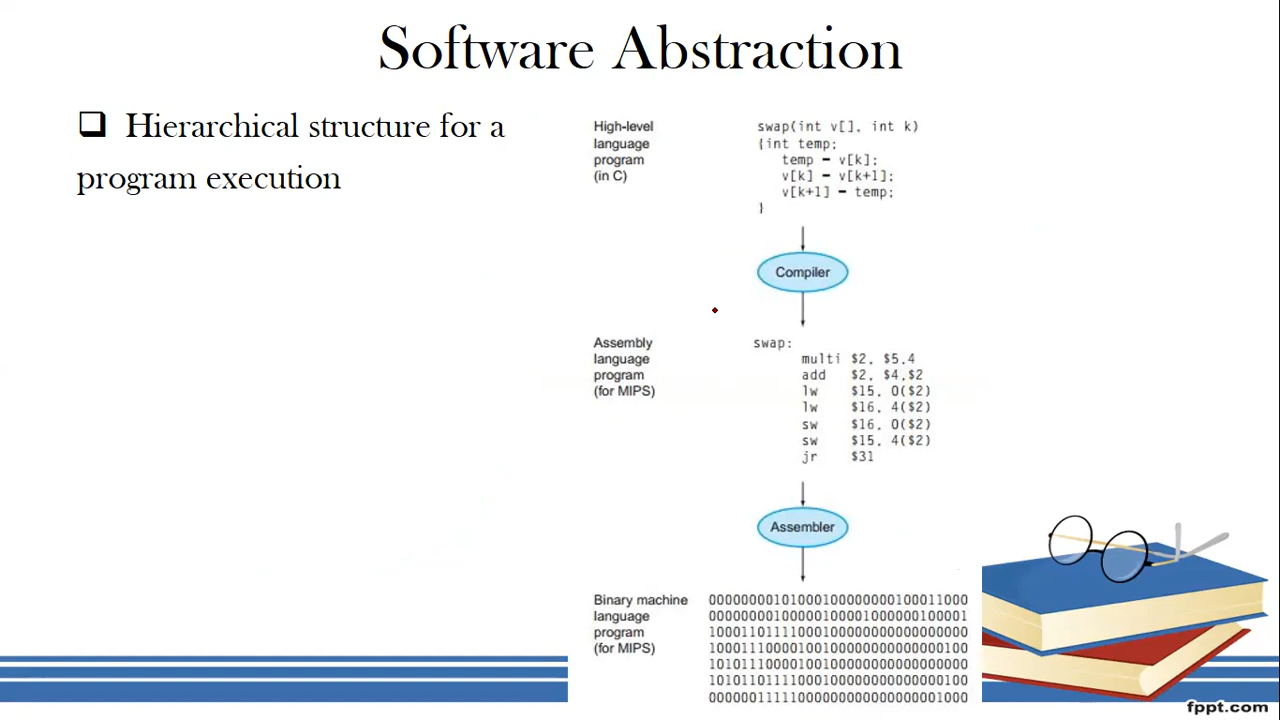 Software Abstraction
❑ Hierarchical structure for a
program execution
High-level
language
program
(in C)
swap(int v[], int k)
{int temp;
temp = v[k];
v[k] = v[k+1];
v[k+1] = temp;
}
Compiler
Assembly
language
program
(for MIPS)
swap:
multi $2, $5,4
add $2, $4,$2
lw $15, 0($2)
lw $16, 4($2)
sw $16, 0($2)
sw $15, 4($2)
jr $31
Assembler
Binary machine
language
program
(for MIPS)
00000000101000100000000100011000
00000000100000100001000000100001
10001101111000100000000000000000
10001110000100100000000000000100
10101110000100100000000000000000
10101101111000100000000000000100
00000011111000000000000000001000
fppt.com